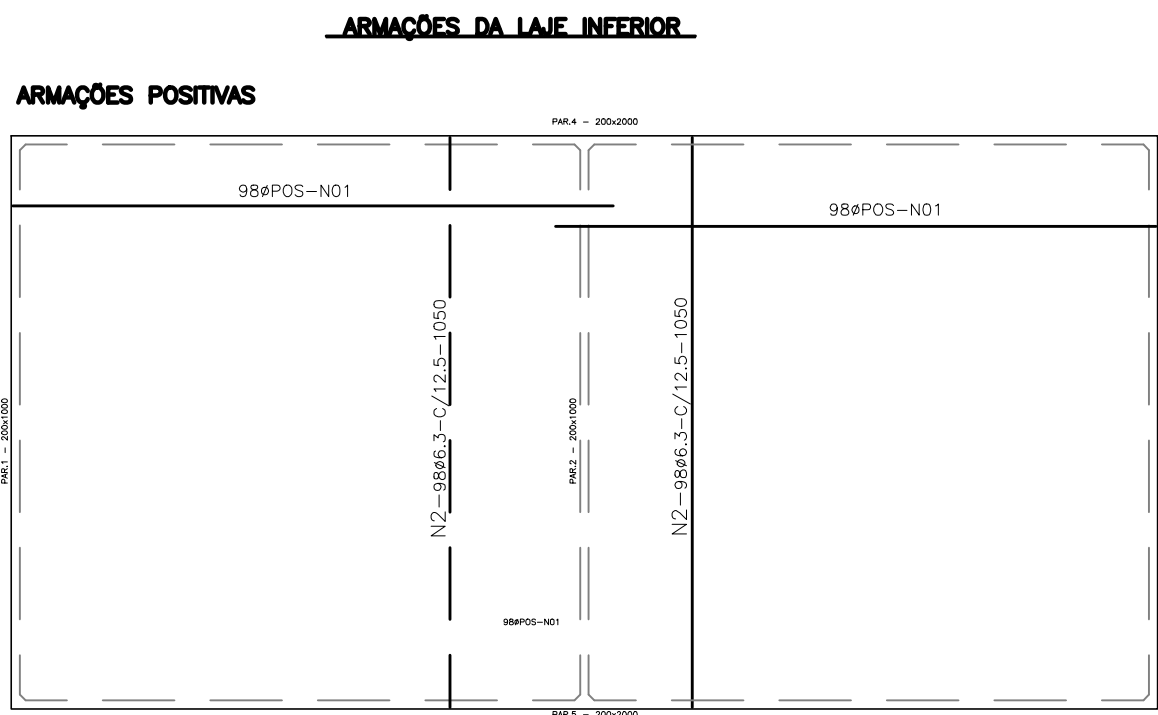 ARMAÇÕES DA LAJE INFERIOR
ARMAÇÕES POSITIVAS
PAR.4 - 200x2000
98øPOS-N01
98øPOS-N01
N2-98ø6.3-C/12.5-1050
N2-98ø6.3-C/12.5-1050
PAR.1 - 200x1000
PAR.2 - 200x1000
98øPOS-N01
PAR.5 - 200x2000